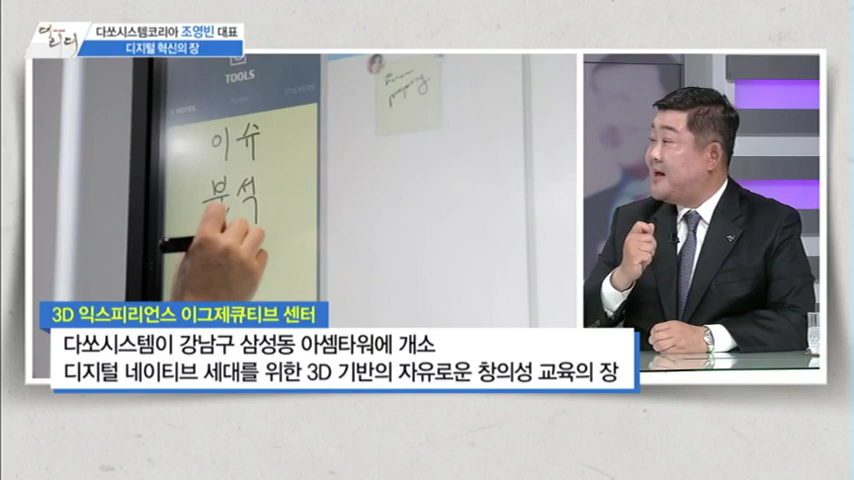 더 리더
다쏘시스템코리아 조영빈 대표
디지털 혁신의 장
TOOLS
STICKERS
이슈
분석
3D 익스피리언스 이그제큐티브 센터
다쏘시스템이 강남구 삼성동 아셈타워에 개소
디지털 네이티브 세대를 위한 3D 기반의 자유로운 창의성 교육의 장